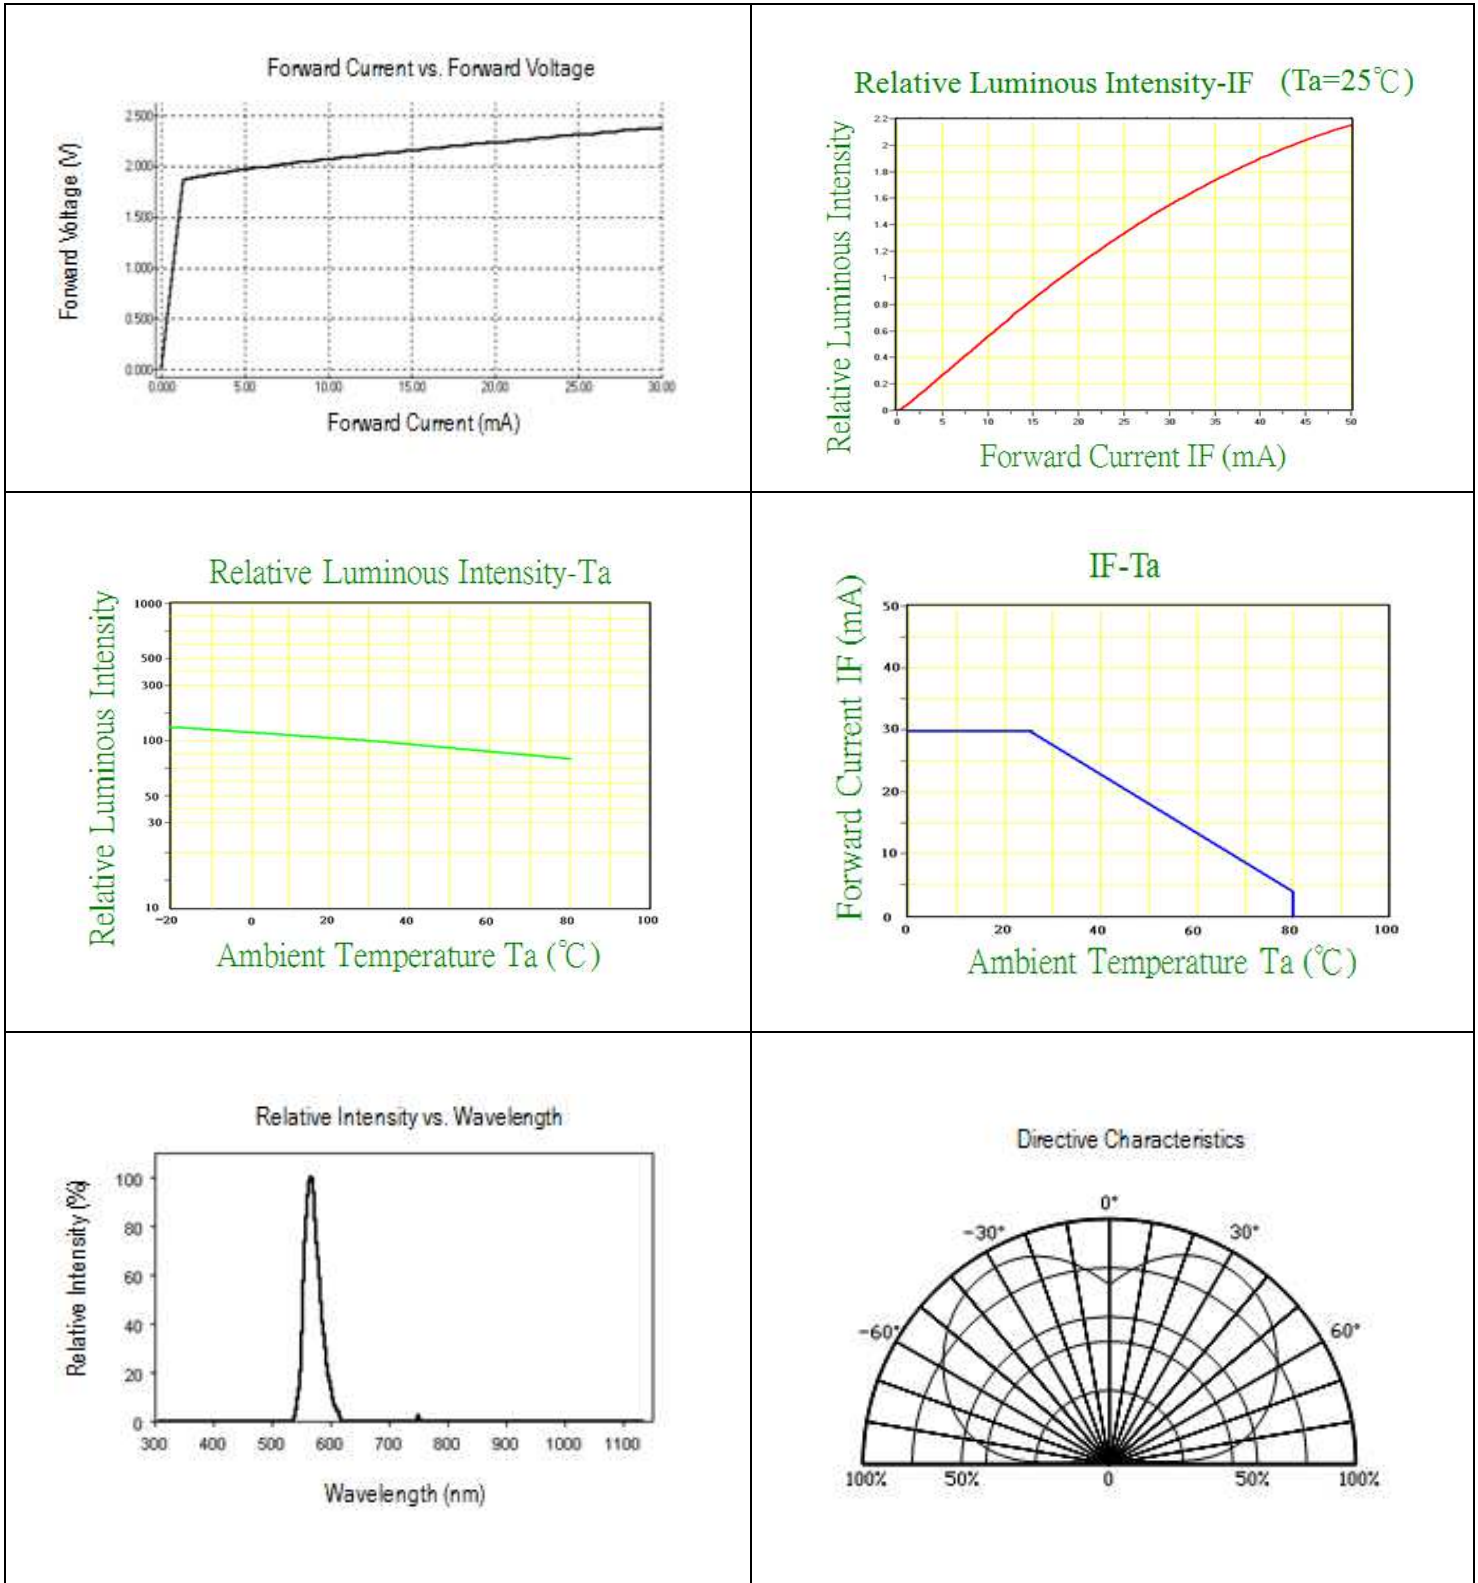 Forward Current vs. Forward Voltage
Forward Voltage (V)
2.500
2.000
1.500
1.000
0.500
0.000
0.000 5.00 10.00 15.00 20.00 25.00 30.00
Forward Current (mA)
Relative Luminous Intensity-IF (Ta=25℃)
Relative Luminous Intensity
2.2
2
1.8
1.6
1.4
1.2
1
0.8
0.6
0.4
0.2
0
0 5 10 15 20 25 30 35 40 45 50
Forward Current IF (mA)
Relative Luminous Intensity-Ta
Relative Luminous Intensity
1000
500
300
100
50
30
10
-20 0 20 40 60 80 100
Ambient Temperature Ta (℃)
IF-Ta
Forward Current IF (mA)
50
40
30
20
10
0
0 20 40 60 80 100
Ambient Temperature Ta (℃)
Relative Intensity vs. Wavelength
Relative Intensity (%)
100
80
60
40
20
0
300 400 500 600 700 800 900 1000 1100
Wavelength (nm)
Directive Characteristics
0°
-30° 30°
-60° 60°
100% 50% 0 50% 100%